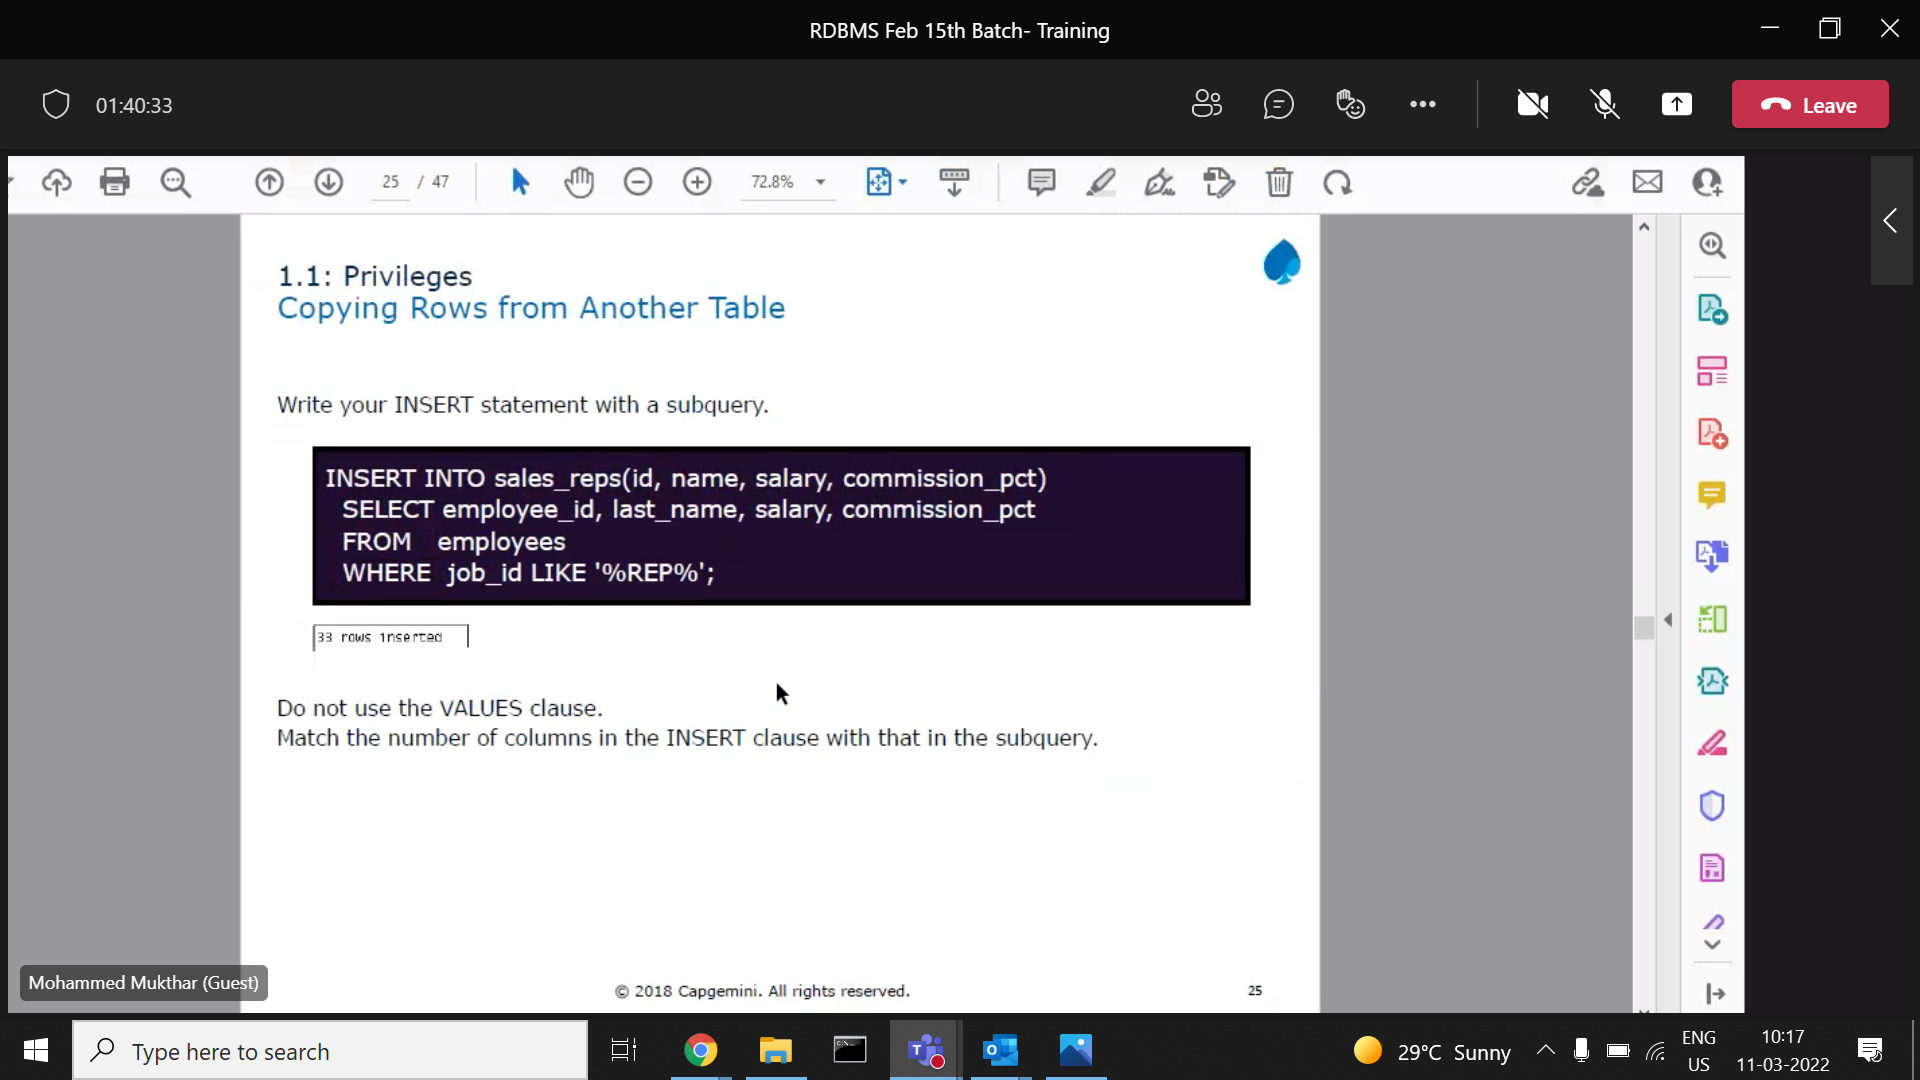 RDBMS Feb 15th Batch- Training
01:40:33
Leave
25 / 47
72.8%
1.1: Privileges
Copying Rows from Another Table
Write your INSERT statement with a subquery.
INSERT INTO sales_reps(id, name, salary, commission_pct)
SELECT employee_id, last_name, salary, commission_pct
FROM employees
WHERE job_id LIKE '%REP%';
33 rows inserted
Do not use the VALUES clause.
Match the number of columns in the INSERT clause with that in the subquery.
Mohammed Mukthar (Guest)
© 2018 Capgemini. All rights reserved.
25
Type here to search
29°C Sunny
ENG
US
10:17
11-03-2022